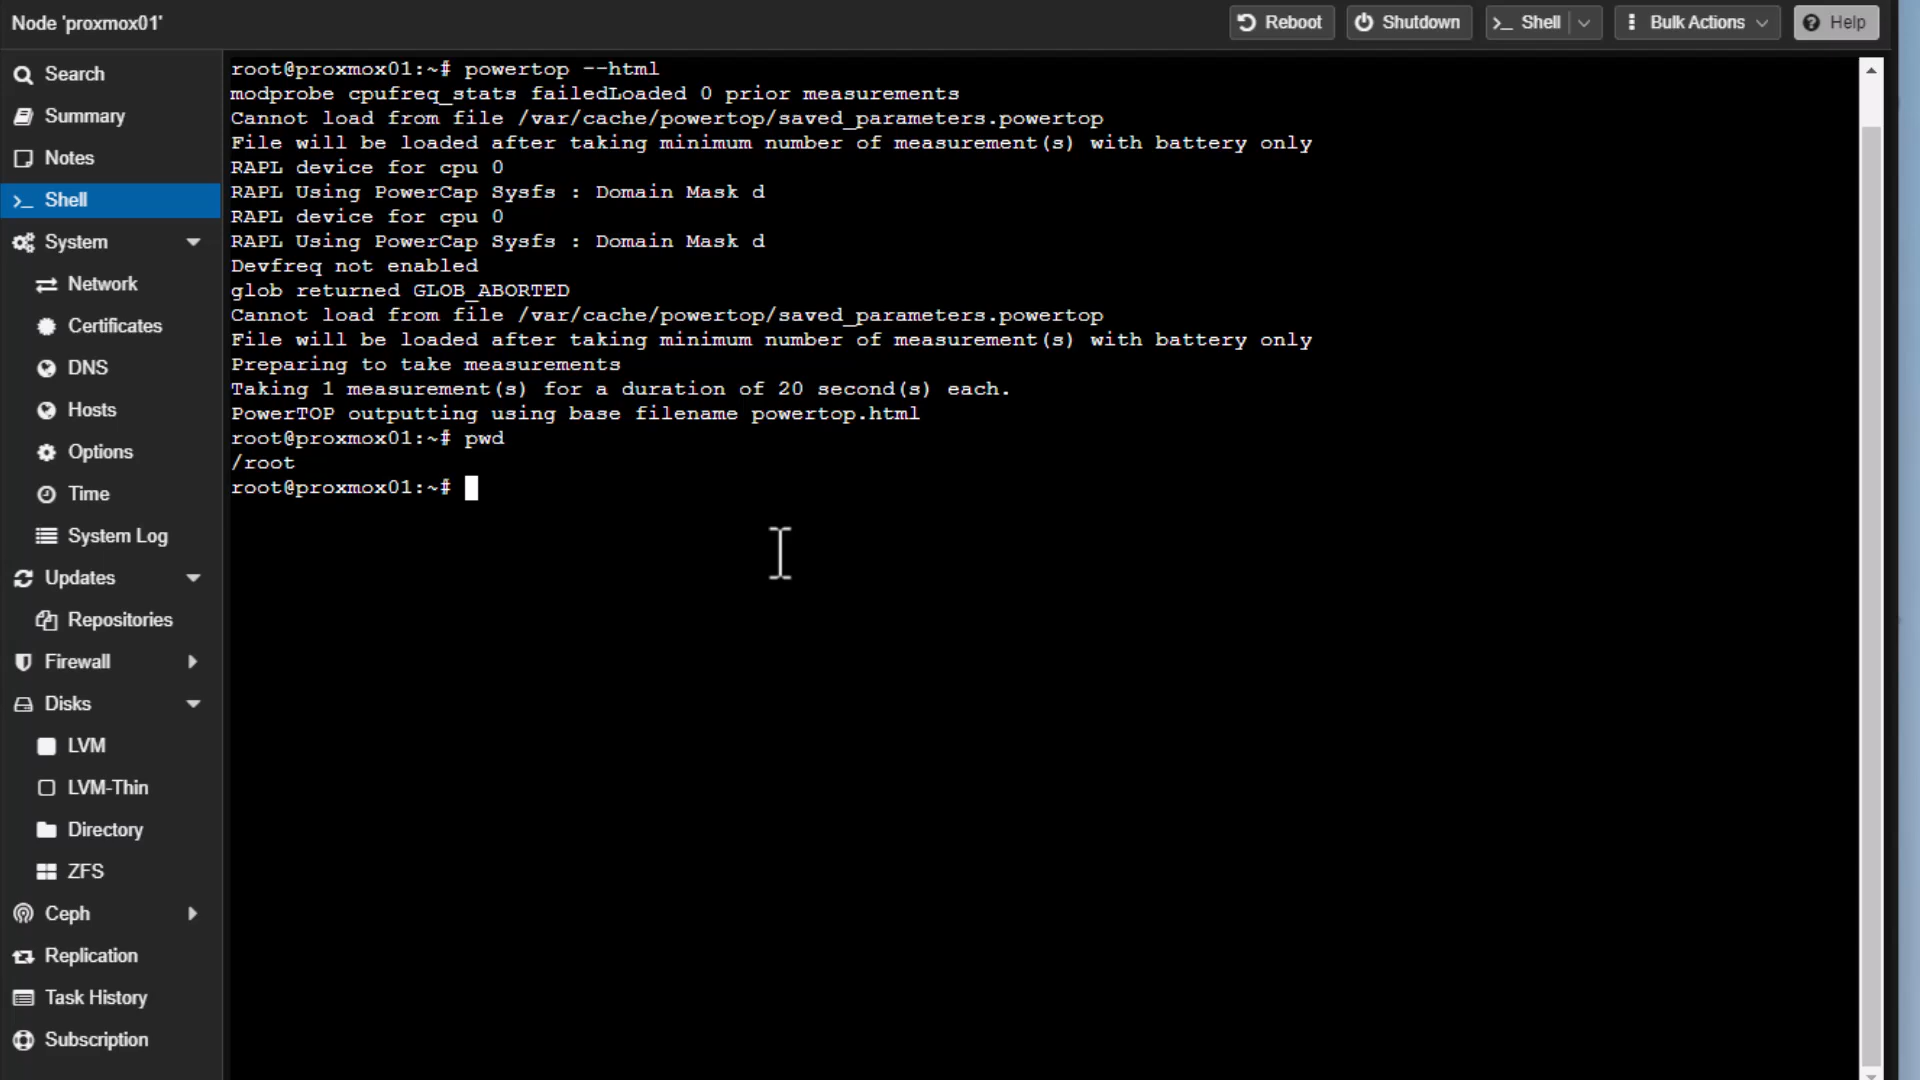 Node 'proxmox01'
Reboot
Shutdown
>_ Shell
Bulk Actions
Help
Search
Summary
Notes
>_ Shell
System
Network
Certificates
DNS
Hosts
Options
Time
System Log
Updates
Repositories
Firewall
Disks
LVM
LVM-Thin
Directory
ZFS
Ceph
Replication
Task History
Subscription
root@proxmox01:~# powertop --html
modprobe cpufreq_stats failedLoaded 0 prior measurements
Cannot load from file /var/cache/powertop/saved_parameters.powertop
File will be loaded after taking minimum number of measurement(s) with battery only
RAPL device for cpu 0
RAPL Using PowerCap Sysfs : Domain Mask d
RAPL device for cpu 0
RAPL Using PowerCap Sysfs : Domain Mask d
Devfreq not enabled
glob returned GLOB_ABORTED
Cannot load from file /var/cache/powertop/saved_parameters.powertop
File will be loaded after taking minimum number of measurement(s) with battery only
Preparing to take measurements
Taking 1 measurement(s) for a duration of 20 second(s) each.
PowerTOP outputting using base filename powertop.html
root@proxmox01:~# pwd
/root
root@proxmox01:~#